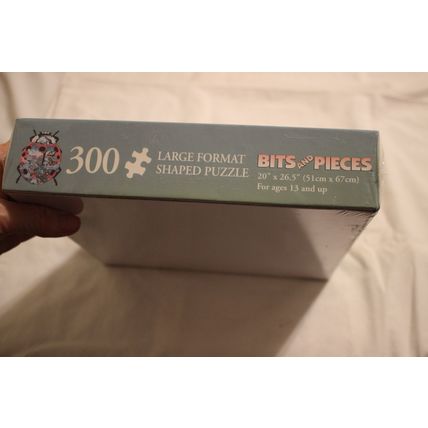 300
LARGE FORMAT
SHAPED PUZZLE
BITS AND PIECES
20" x 26.5" (51cm x 67cm)
For ages 13 and up